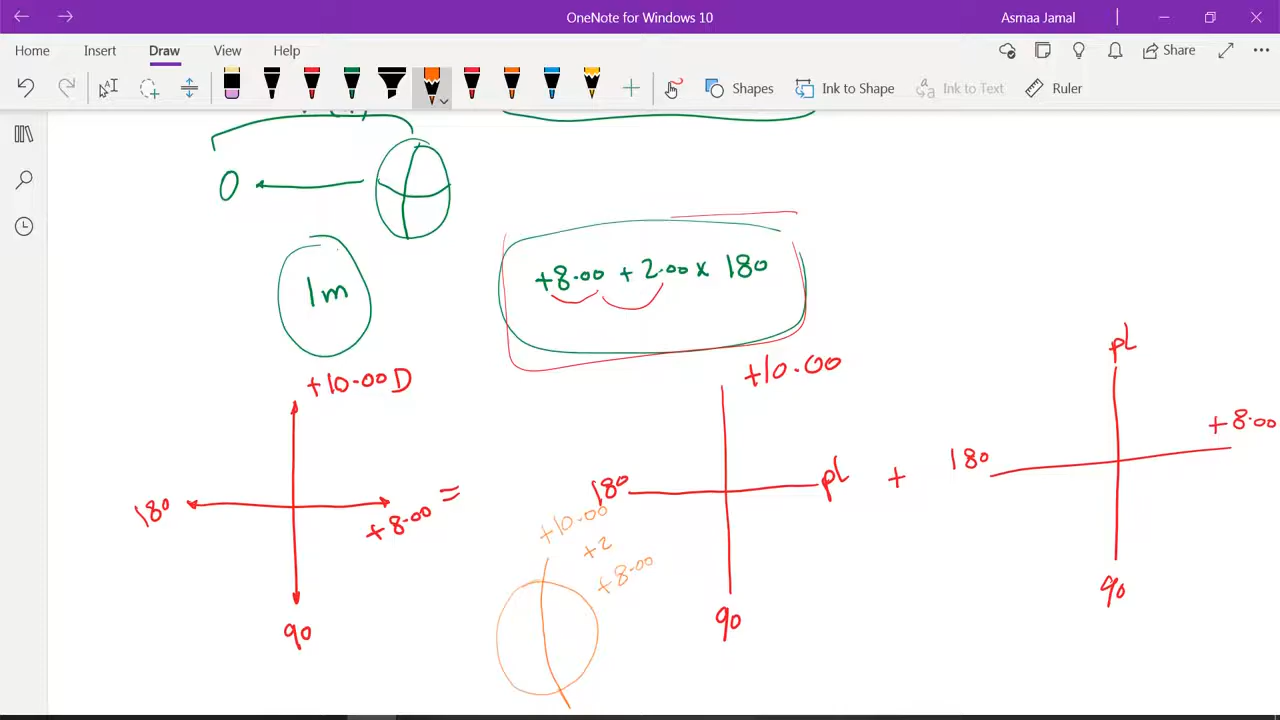 OneNote for Windows 10
Asmaa Jamal
Home Insert Draw View Help
Share
Shapes
Ink to Shape
Ink to Text
Ruler
0
1m
+8.00 +2.00 x 180
+10.00 D
180
+8.00
90
=
+10.00
180
pL
90
+
pL
180
+8.00
90
+10.00
+2
+8.00